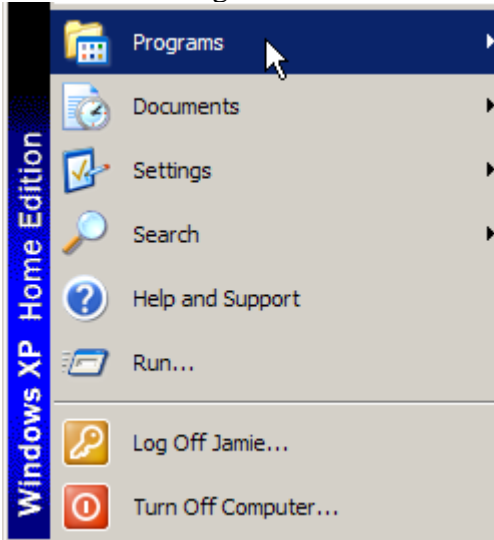 Programs
Documents
Settings
Search
Help and Support
Run...
Log Off Jamie...
Turn Off Computer...
Windows XP Home Edition